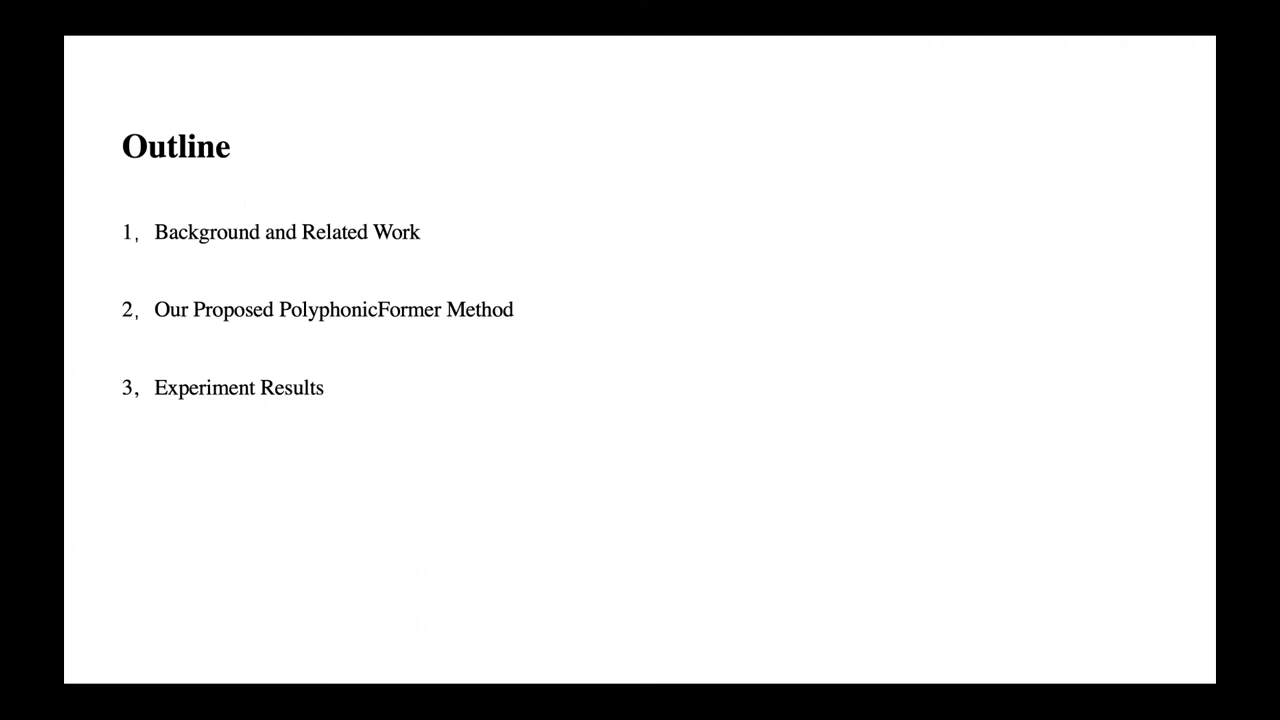 Outline
1, Background and Related Work
2, Our Proposed PolyphonicFormer Method
3, Experiment Results